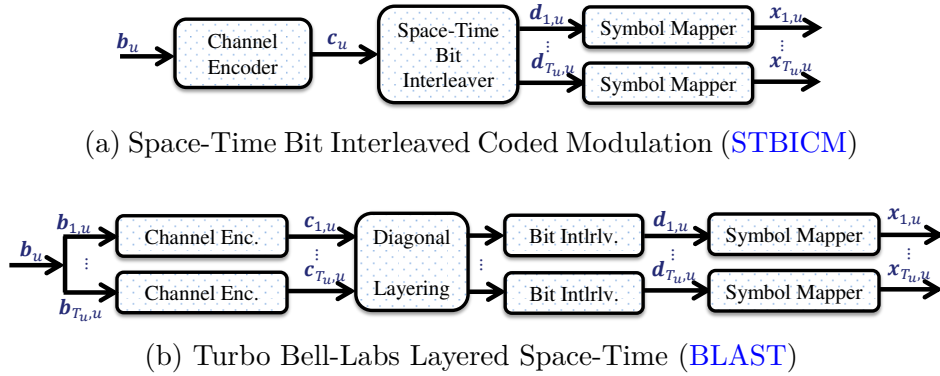 b_u Channel Encoder c_u Space-Time Bit Interleaver d_{1,u} ⋮ d_{T_u,u} Symbol Mapper Symbol Mapper x_{1,u} ⋮ x_{T_u,u}
(a) Space-Time Bit Interleaved Coded Modulation (STBICM)
b_u b_{1,u} ⋮ b_{T_u,u} Channel Enc. Channel Enc. c_{1,u} ⋮ c_{T_u,u} Diagonal Layering ⋮ Bit Intlrlv. Bit Intlrlv. d_{1,u} ⋮ d_{T_u,u} Symbol Mapper Symbol Mapper x_{1,u} ⋮ x_{T_u,u}
(b) Turbo Bell-Labs Layered Space-Time (BLAST)